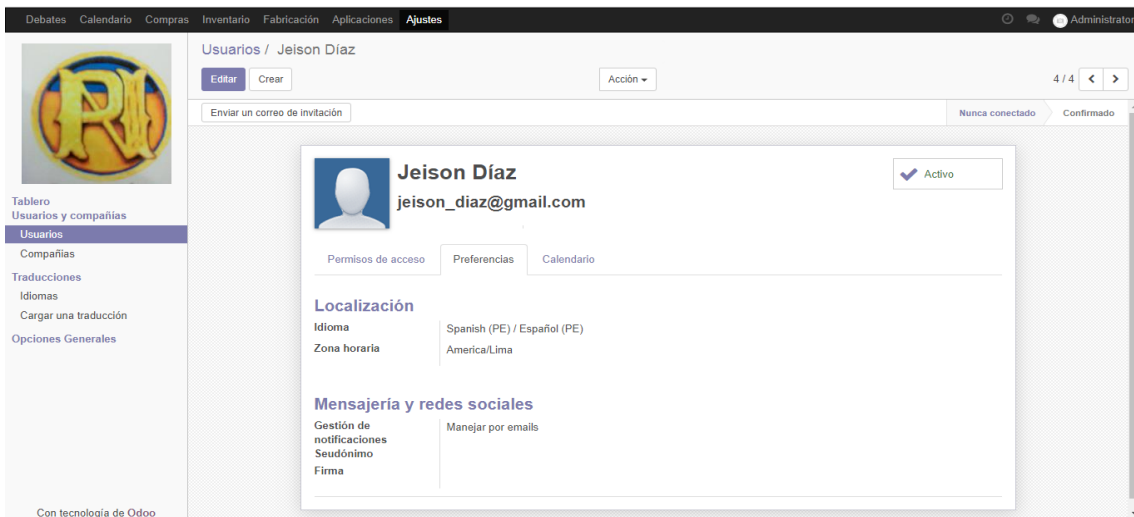 Debates Calendario Compras Inventario Fabricación Aplicaciones Ajustes Administrator
RI
Usuarios / Jeison Díaz
Editar Crear Acción 4 / 4
Enviar un correo de invitación Nunca conectado Confirmado
Tablero
Usuarios y compañías
Usuarios
Compañias
Traducciones
Idiomas
Cargar una traducción
Opciones Generales
Con tecnología de Odoo
Jeison Díaz
Activo
jeison_diaz@gmail.com
Permisos de acceso Preferencias Calendario
Localización
Idioma Spanish (PE) / Español (PE)
Zona horaria America/Lima
Mensajería y redes sociales
Gestión de notificaciones Manejar por emails
Seudónimo
Firma